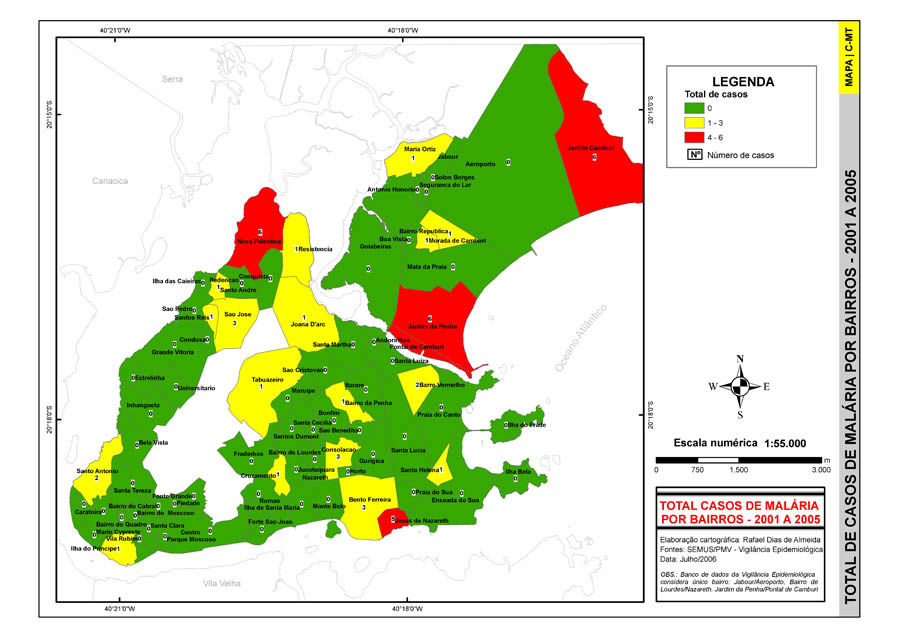 40°21'0"W
40°18'0"W
20°15'0"S
20°15'0"S
MAPA | C-MT
Serra
Cariacica
Maria Ortiz
1
Jabour
Aeroporto
0
Jardim Camburi
6
0 Solon Borges
Antonio Honorio 0
Segurança do Lar
0
LEGENDA
Total de casos
0
1 - 3
4 - 6
Nº Número de casos
6
Nova Palestina
1 Resistencia
Bairro Republica 1
Boa Vista 0
1 Morada de Camburi
Goiabeiras
0
Mata da Praia 0
Ilha das Caieiras 0
Redencao
Conquista 0
0
1 Santo Andre
Sao Pedro 0
Santos Reis 1
Sao Jose
3
1
Joana D'arc
6
Jardim da Penha
Oceano Atlântico
Condusa 0
0
Grande Vitoria
Santa Martha 0
0 Andorinhas
Pontal de Camburi
0 Santa Luiza
0 Estrelinha
0 Universitario
Sao Cristovao 0
Tabuazeiro
1
Maruipe
0
Itarare
0
2 Barro Vermelho
1 Bairro da Penha
Inhangueta
0
Bonfim
0
0
Praia do Canto
Santa Cecilia
0
0
Sao Benedito 0
Santos Dumont
0
0 Ilha do Frade
0 Bela Vista
Fradinhos
0
Bairro de Lourdes
0
Consolacao
3
Gurigica
0
Santa Lucia
Santo Antonio
2
Cruzamento 1
0 Jucutuquara
Nazareth
0 Horto
Santa Helena 1
Ilha Bela
0
0
Santa Tereza
Fonte Grande 0
0 Piedade
0
Romao
0
Ilha de Santa Maria
0
Monte Belo
Bento Ferreira
3
0 Praia do Sua
0
Enseada do Sua
0
Caratoira 0
Bairro do Cabral 0
0
Bairro do Moscoso
5 Jesus de Nazareth
Bairro do Quadro
0
Santa Clara
0 Mario Cypreste
Vila Rubim 0
0
Parque Moscoso
Centro
0
Forte Sao Joao
0
Ilha do Principe 1
Vila Velha
20°18'0"S
20°18'0"S
40°21'0"W
40°18'0"W
N
W E
S
Escala numérica 1:55.000
0 750 1.500 3.000 m
TOTAL CASOS DE MALÁRIA
POR BAIRROS - 2001 A 2005
Elaboração cartográfica: Rafael Dias de Almeida
Fontes: SEMUS/PMV - Vigilância Epidemiológica
Data: Julho/2006
OBS.: Banco de dados da Vigilância Epidemiológica
considera único bairro: Jabour/Aeroporto, Bairro de
Lourdes/Nazareth, Jardim da Penha/Pontal de Camburi
TOTAL DE CASOS DE MALÁRIA POR BAIRROS - 2001 A 2005